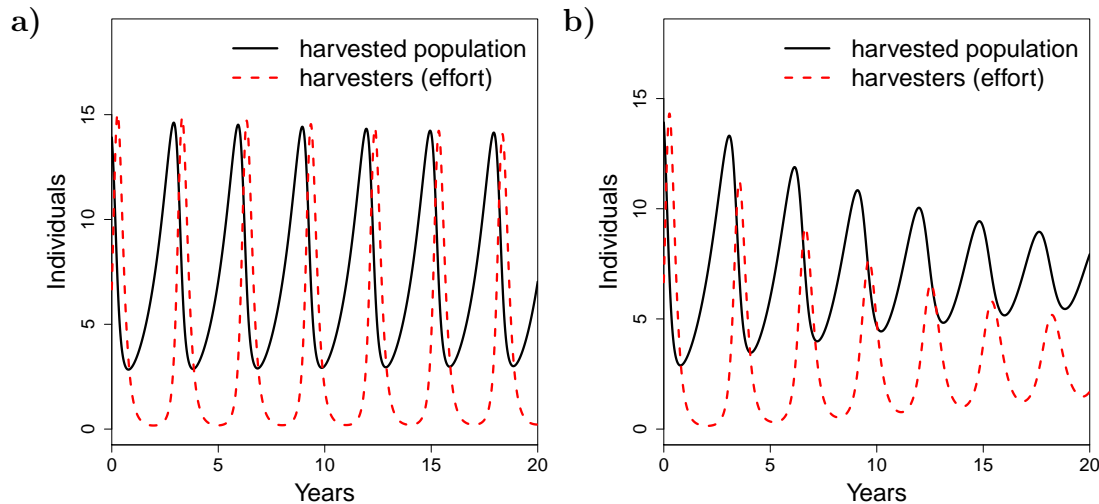 a)
harvested population
harvesters (effort)
Individuals
15
10
5
0
0 5 10 15 20
Years
b)
harvested population
harvesters (effort)
Individuals
15
10
5
0
0 5 10 15 20
Years